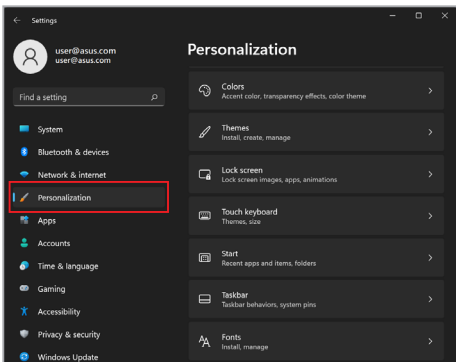 Settings
user@asus.com
user@asus.com
Find a setting
System
Bluetooth & devices
Network & internet
Personalization
Apps
Accounts
Time & language
Gaming
Accessibility
Privacy & security
Windows Update
Personalization
Colors
Accent color, transparency effects, color theme
Themes
Install, create, manage
Lock screen
Lock screen images, apps, animations
Touch keyboard
Themes, size
Start
Recent apps and items, folders
Taskbar
Taskbar behaviors, system pins
Fonts
Install, manage